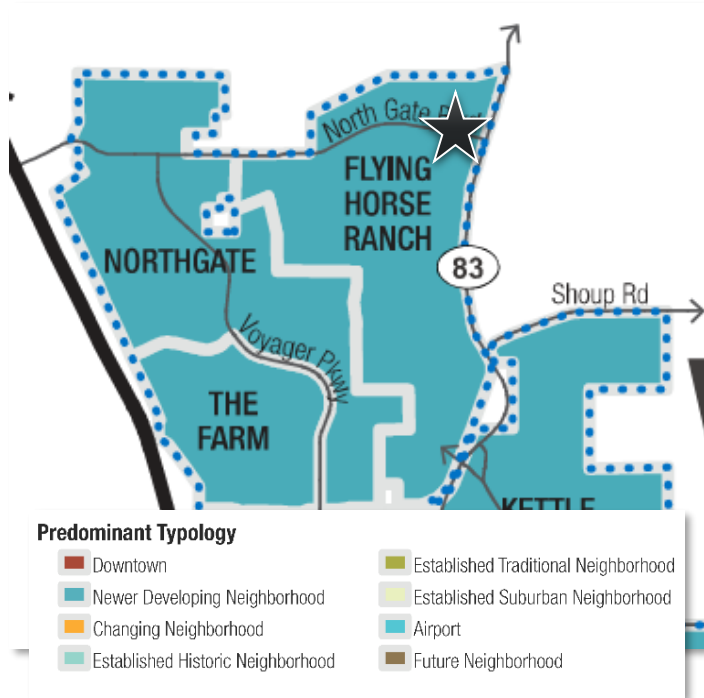 North Gate
FLYING
HORSE
RANCH
NORTHGATE
83
Shoup Rd
Voyager Pkwy
THE
FARM
KETTLE
Predominant Typology
Downtown
Newer Developing Neighborhood
Changing Neighborhood
Established Historic Neighborhood
Established Traditional Neighborhood
Established Suburban Neighborhood
Airport
Future Neighborhood